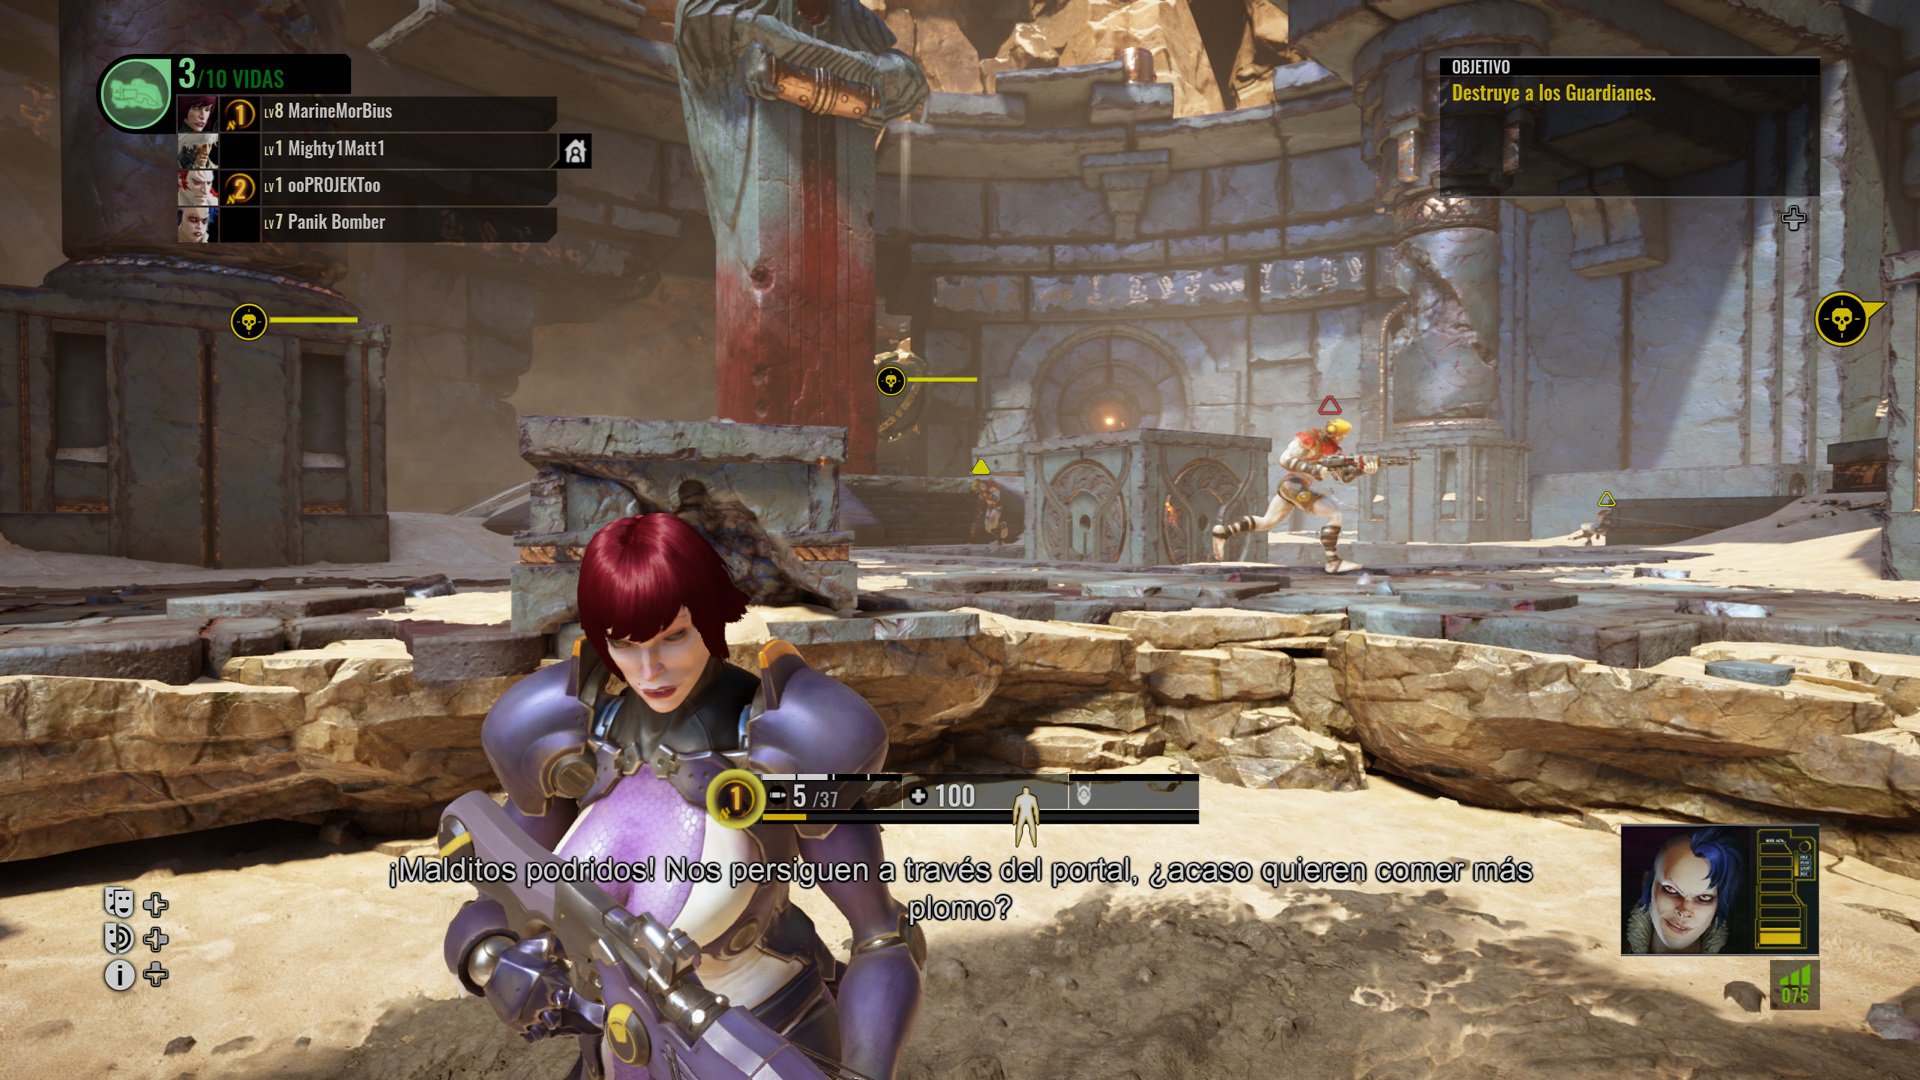 3/10 VIDAS
1 LV8 MarineMorBius
LV1 Mighty1Matt1
2 LV1 ooPROJEKToo
LV7 Panik Bomber
OBJETIVO
Destruye a los Guardianes.
1 5/37 100
¡Malditos podridos! Nos persiguen a través del portal, ¿acaso quieren comer más
plomo?
075